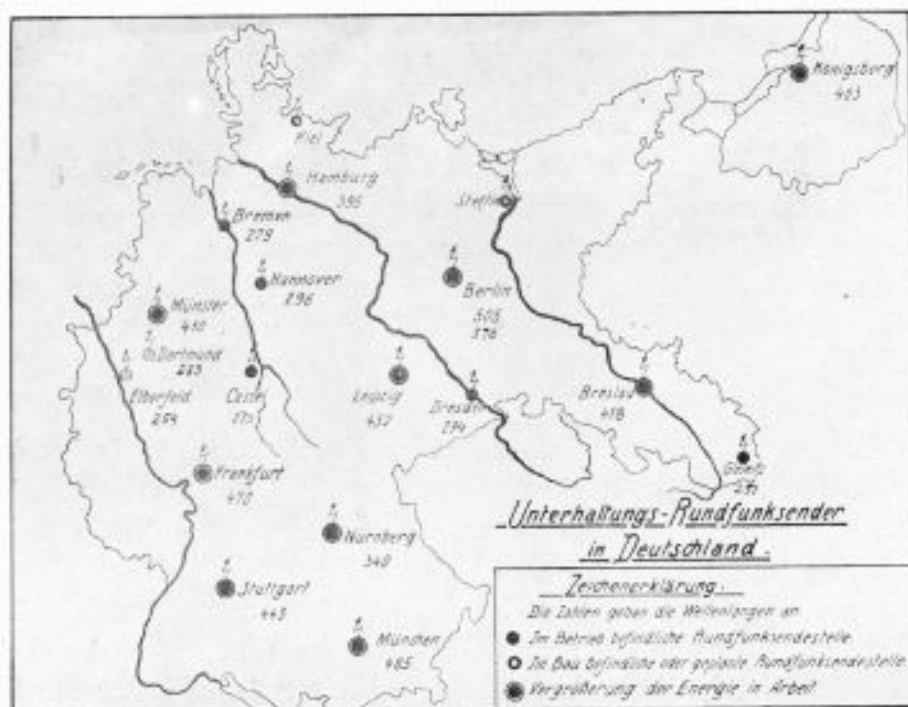 Königsberg
463
Kiel
Hamburg
395
Stettin
Bremen
279
Hannover
296
Berlin
505
576
Münster
410
Dortmund
283
Elberfeld
259
Cassel
Leipzig
452
Dresden
294
Breslau
418
Frankfurt
470
Gleiwitz
Unterhaltungs-Rundfunksender
in Deutschland.
Nürnberg
340
Stuttgart
443
München
485
Zeichenerklärung.
Die Zahlen geben die Wellenlängen an
Im Betrieb befindliche Rundfunksendestelle.
Im Bau befindliche oder geplante Rundfunksendestelle.
Vergrößerung der Energie in Arbeit.